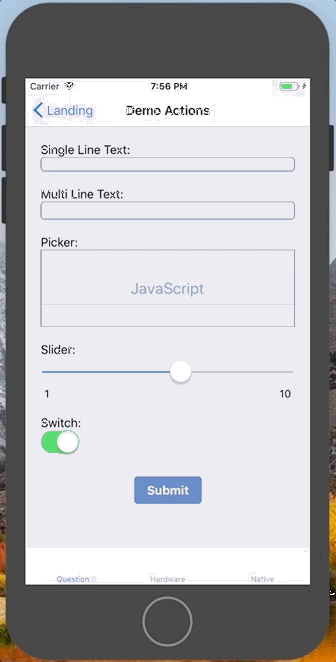 Carrier 7:56 PM
Landing Demo Actions
Single Line Text:
Multi Line Text:
Picker:
JavaScript
Slider:
1 10
Switch:
Submit
Question Hardware Native